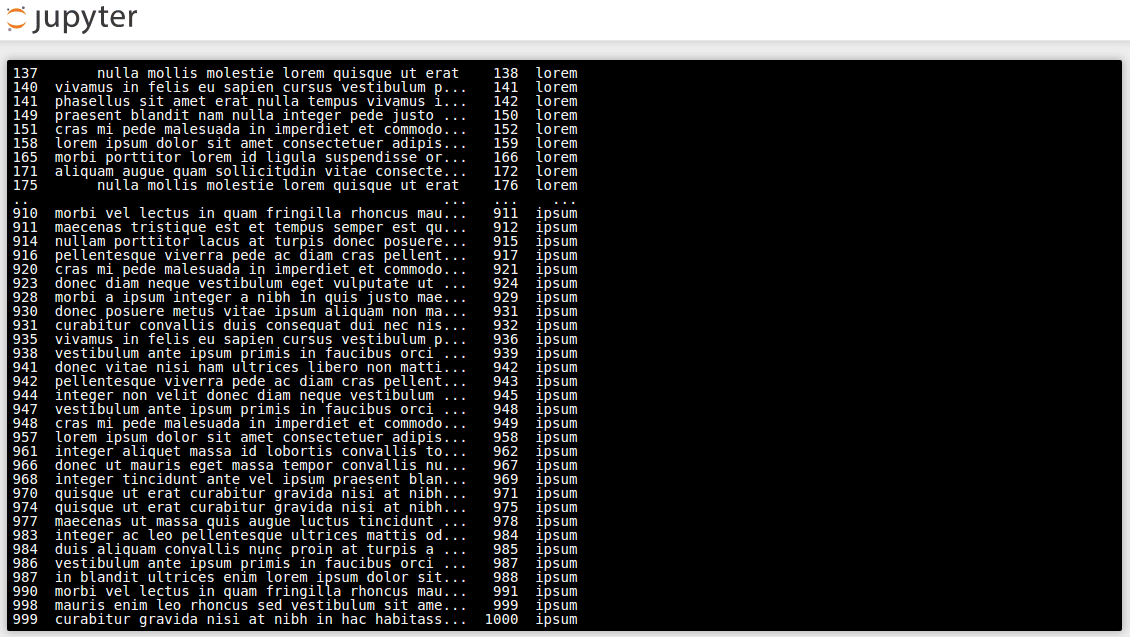 jupyter
137       nulla mollis molestie lorem quisque ut erat    138  lorem
140  vivamus in felis eu sapien cursus vestibulum p...   141  lorem
141  phasellus sit amet erat nulla tempus vivamus i...   142  lorem
149  praesent blandit nam nulla integer pede justo ...   150  lorem
151  cras mi pede malesuada in imperdiet et commodo...   152  lorem
158  lorem ipsum dolor sit amet consectetuer adipis...   159  lorem
165  morbi porttitor lorem id ligula suspendisse or...   166  lorem
171  aliquam augue quam sollicitudin vitae consecte...   172  lorem
175       nulla mollis molestie lorem quisque ut erat    176  lorem
..                                                 ...   ...    ...
910  morbi vel lectus in quam fringilla rhoncus mau...   911  ipsum
911  maecenas tristique est et tempus semper est qu...   912  ipsum
914  nullam porttitor lacus at turpis donec posuere...   915  ipsum
916  pellentesque viverra pede ac diam cras pellent...   917  ipsum
920  cras mi pede malesuada in imperdiet et commodo...   921  ipsum
923  donec diam neque vestibulum eget vulputate ut ...   924  ipsum
928  morbi a ipsum integer a nibh in quis justo mae...   929  ipsum
930  donec posuere metus vitae ipsum aliquam non ma...   931  ipsum
931  curabitur convallis duis consequat dui nec nis...   932  ipsum
935  vivamus in felis eu sapien cursus vestibulum p...   936  ipsum
938  vestibulum ante ipsum primis in faucibus orci ...   939  ipsum
941  donec vitae nisi nam ultrices libero non matti...   942  ipsum
942  pellentesque viverra pede ac diam cras pellent...   943  ipsum
944  integer non velit donec diam neque vestibulum ...   945  ipsum
947  vestibulum ante ipsum primis in faucibus orci ...   948  ipsum
948  cras mi pede malesuada in imperdiet et commodo...   949  ipsum
957  lorem ipsum dolor sit amet consectetuer adipis...   958  ipsum
961  integer aliquet massa id lobortis convallis to...   962  ipsum
966  donec ut mauris eget massa tempor convallis nu...   967  ipsum
968  integer tincidunt ante vel ipsum praesent blan...   969  ipsum
970  quisque ut erat curabitur gravida nisi at nibh...   971  ipsum
974  quisque ut erat curabitur gravida nisi at nibh...   975  ipsum
977  maecenas ut massa quis augue luctus tincidunt ...   978  ipsum
983  integer ac leo pellentesque ultrices mattis od...   984  ipsum
984  duis aliquam convallis nunc proin at turpis a ...   985  ipsum
986  vestibulum ante ipsum primis in faucibus orci ...   987  ipsum
987  in blandit ultrices enim lorem ipsum dolor sit...   988  ipsum
990  morbi vel lectus in quam fringilla rhoncus mau...   991  ipsum
998  mauris enim leo rhoncus sed vestibulum sit ame...   999  ipsum
999  curabitur gravida nisi at nibh in hac habitass...  1000  ipsum